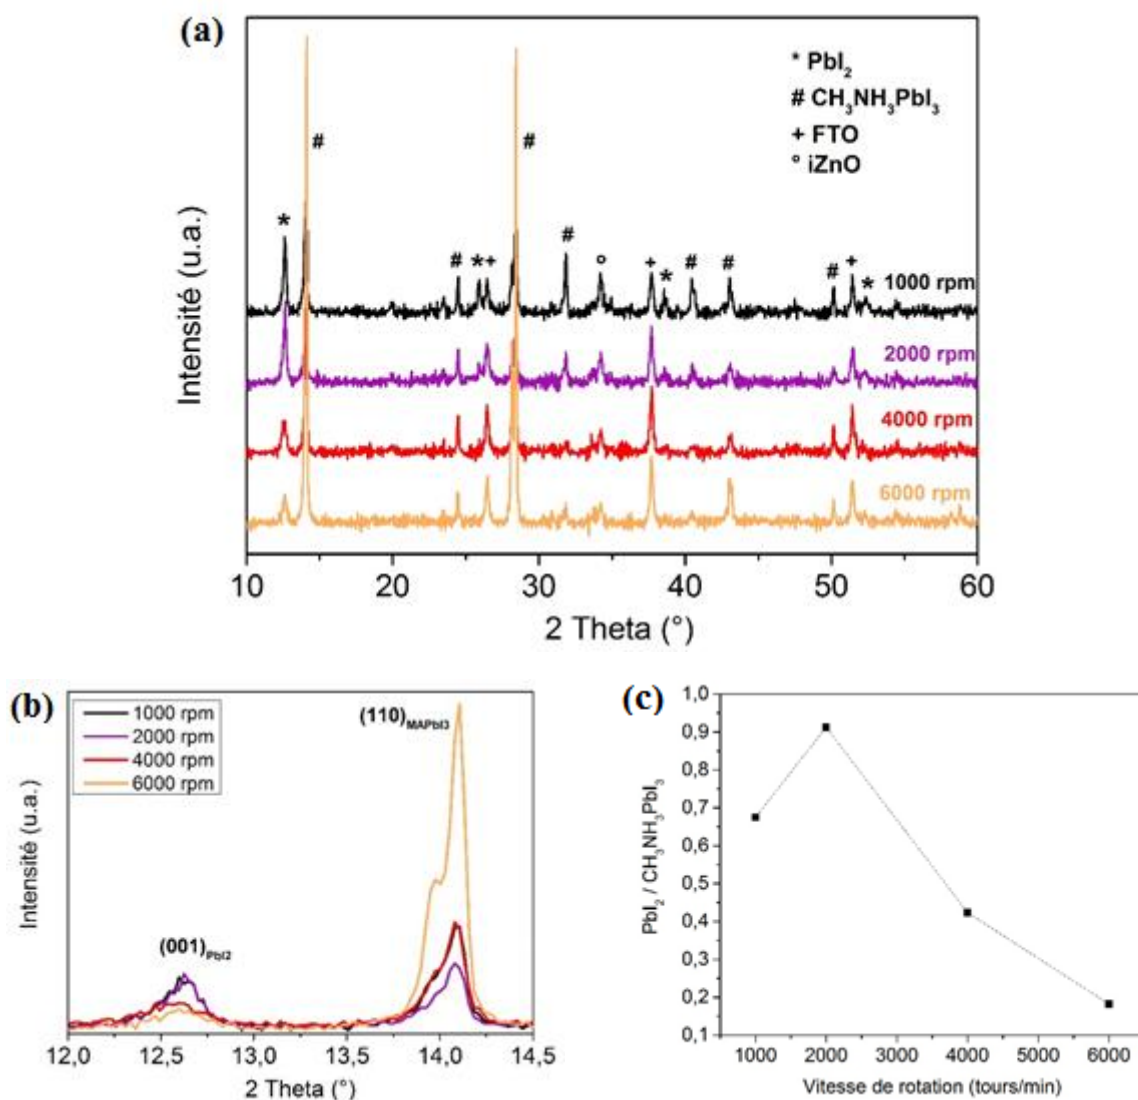 (a)
* PbI2
# CH3NH3PbI3
+ FTO
° iZnO
#
#
*
#
*
+
#
°
+
*
#
#
#
+
*
1000 rpm
2000 rpm
4000 rpm
6000 rpm
Intensité (u.a.)
10 20 30 40 50 60
2 Theta (°)
(b)
1000 rpm
2000 rpm
4000 rpm
6000 rpm
(110)MAPbI3
(001)PbI2
Intensité (u.a.)
12,0 12,5 13,0 13,5 14,0 14,5
2 Theta (°)
(c)
1,0
0,9
0,8
0,7
0,6
0,5
0,4
0,3
0,2
0,1
PbI2 / CH3NH3PbI3
1000 2000 4000 5000 6000
Vitesse de rotation (tours/min)